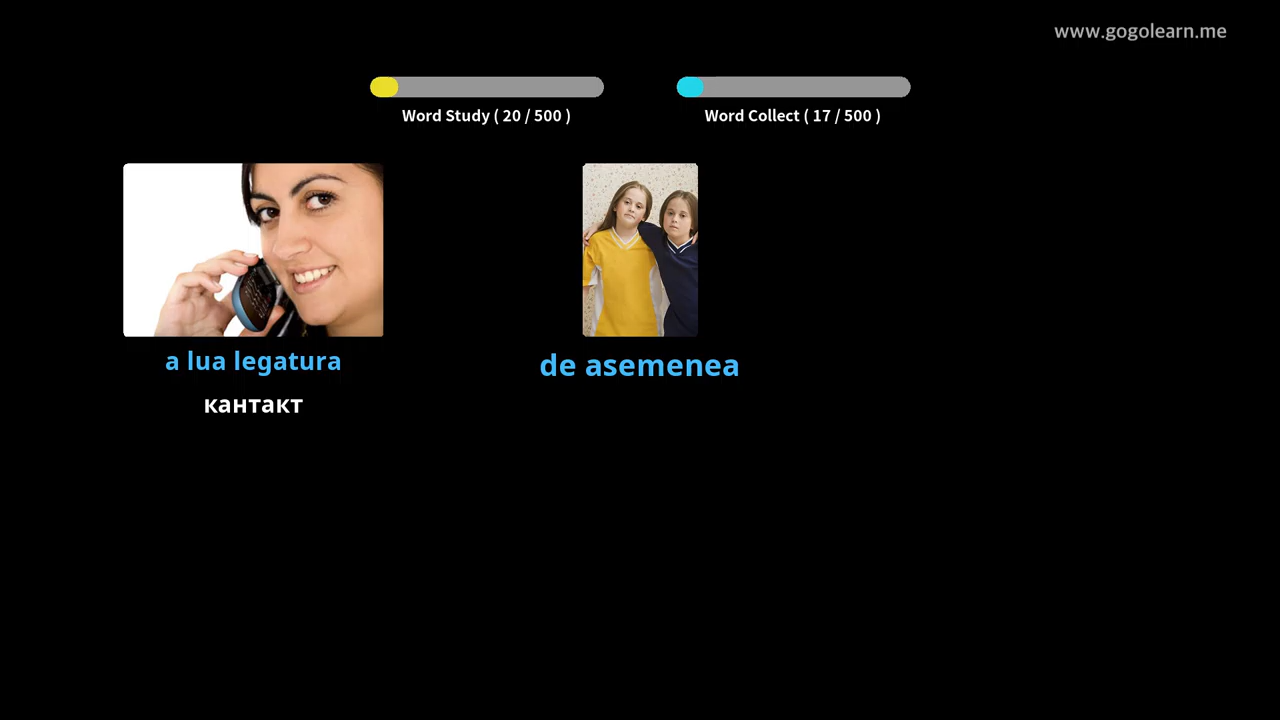 www.gogolearn.me
Word Study ( 20 / 500 )
Word Collect ( 17 / 500 )
a lua legatura
кантакт
de asemenea